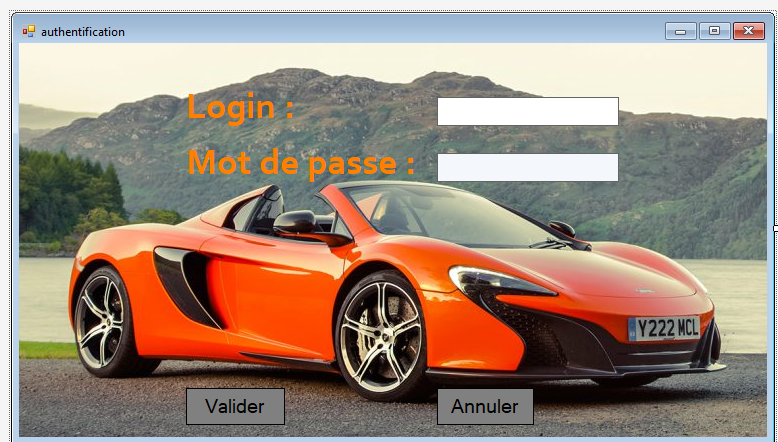 authentification
Login :
Mot de passe :
Y222 MCL
Valider
Annuler